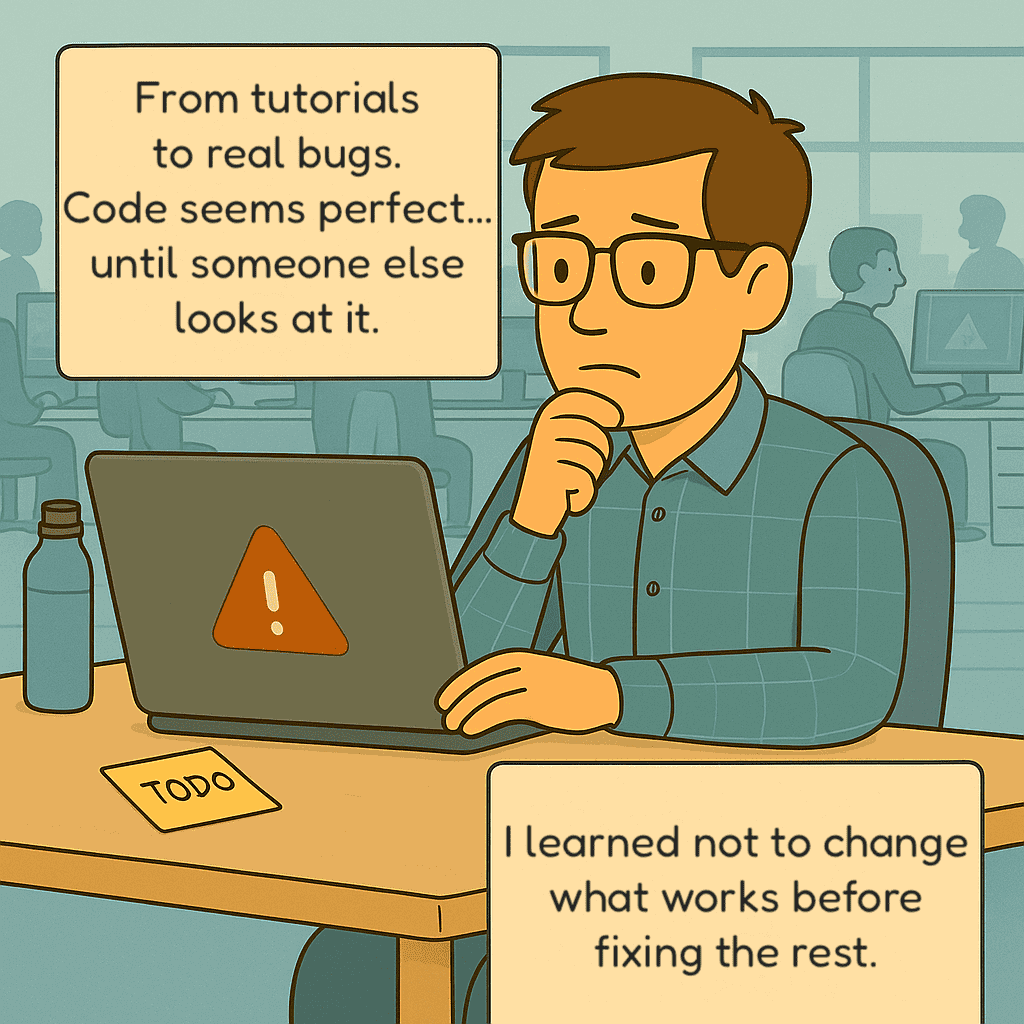 From tutorials
to real bugs.
Code seems perfect...
until someone else
looks at it.
!
TODO
I learned not to change
what works before
fixing the rest.